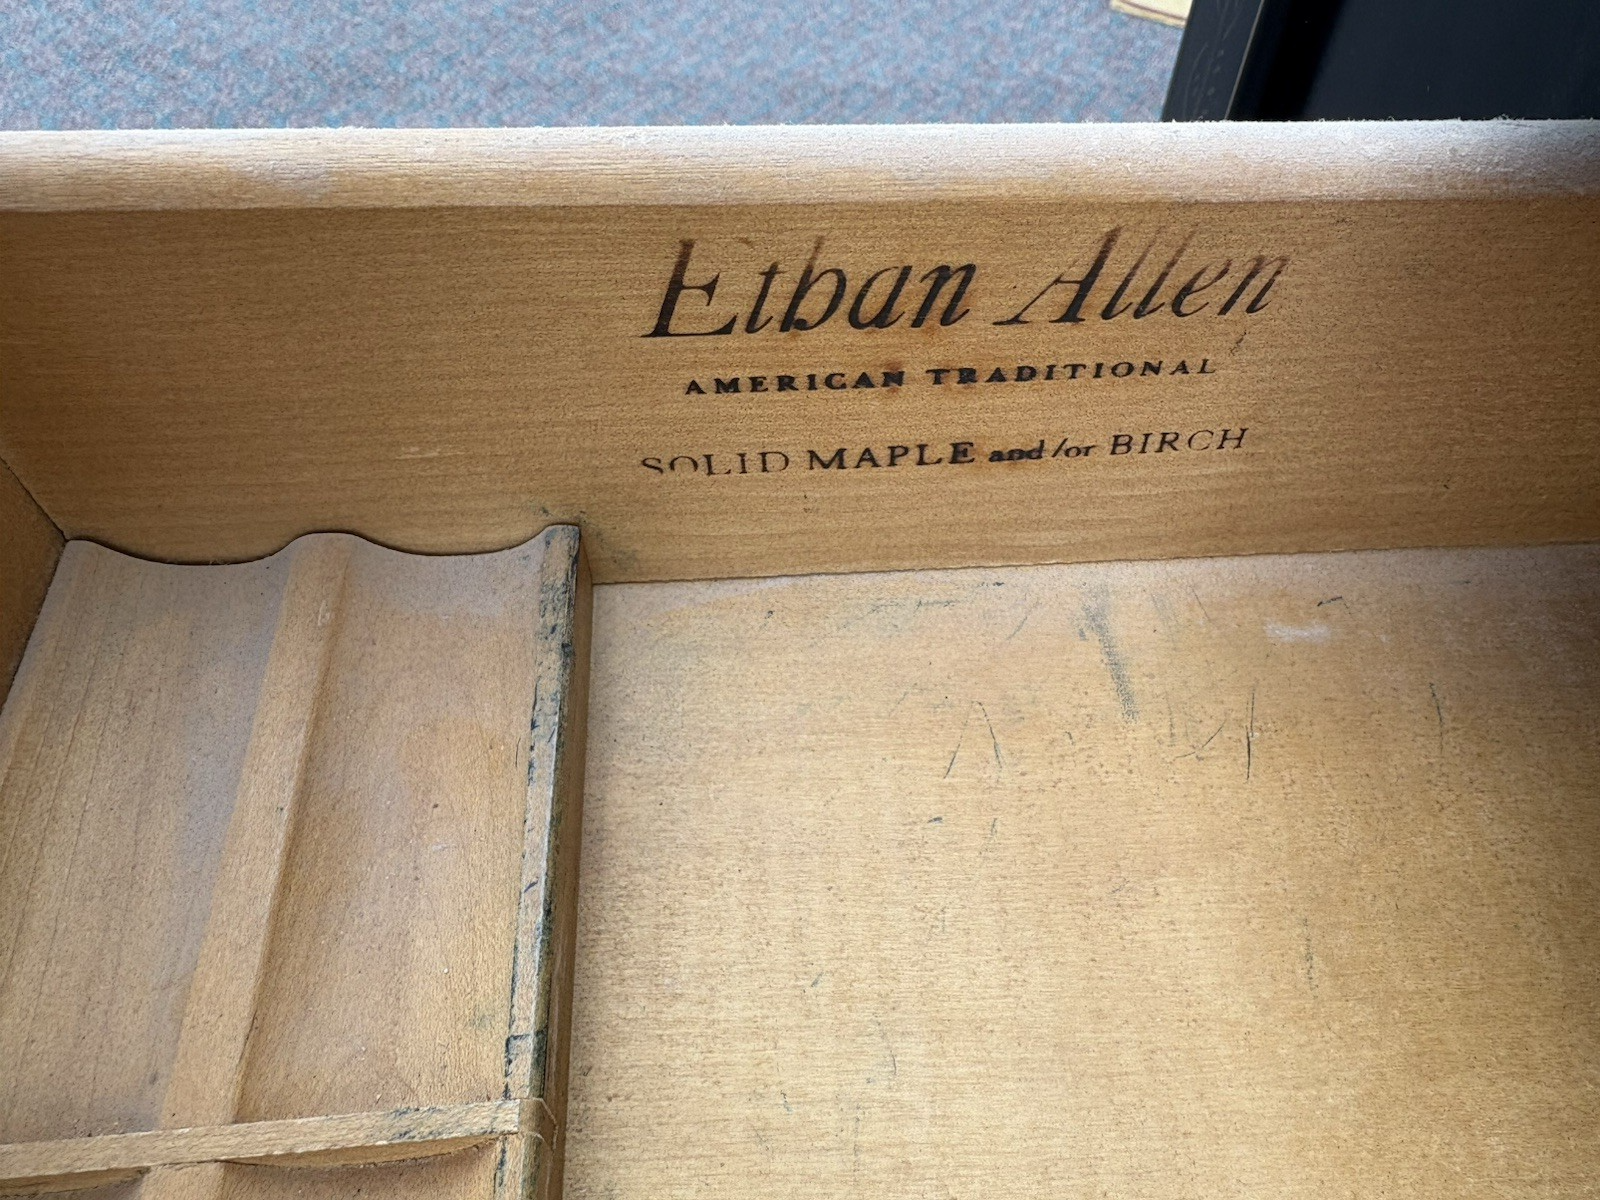 Ethan Allen
AMERICAN TRADITIONAL
SOLID MAPLE and/or BIRCH